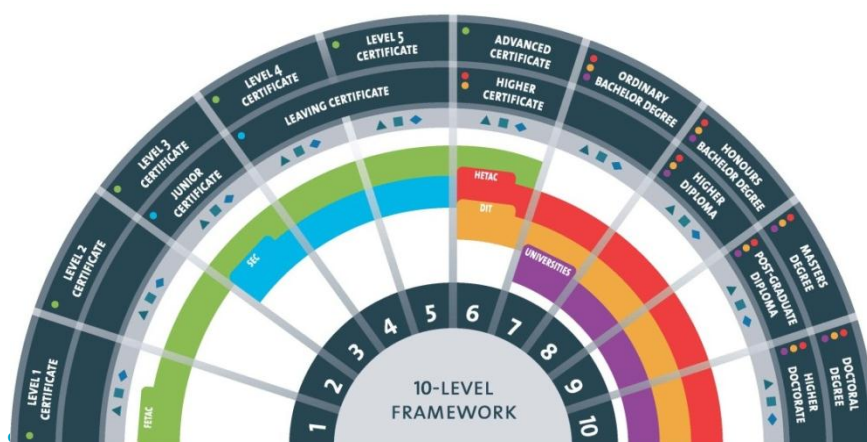 LEVEL 1
CERTIFICATE
LEVEL 2
CERTIFICATE
LEVEL 3
CERTIFICATE
JUNIOR
CERTIFICATE
LEVEL 4
CERTIFICATE
LEAVING CERTIFICATE
LEVEL 5
CERTIFICATE
ADVANCED
CERTIFICATE
HIGHER
CERTIFICATE
ORDINARY
BACHELOR DEGREE
HONOURS
BACHELOR DEGREE
HIGHER
DIPLOMA
MASTERS
DEGREE
POST-GRADUATE
DIPLOMA
DOCTORAL
DEGREE
HIGHER
DOCTORATE
FETAC
SEC
HETAC
DIT
UNIVERSITIES
1
2
3
4
5
6
7
8
9
10
10-LEVEL
FRAMEWORK